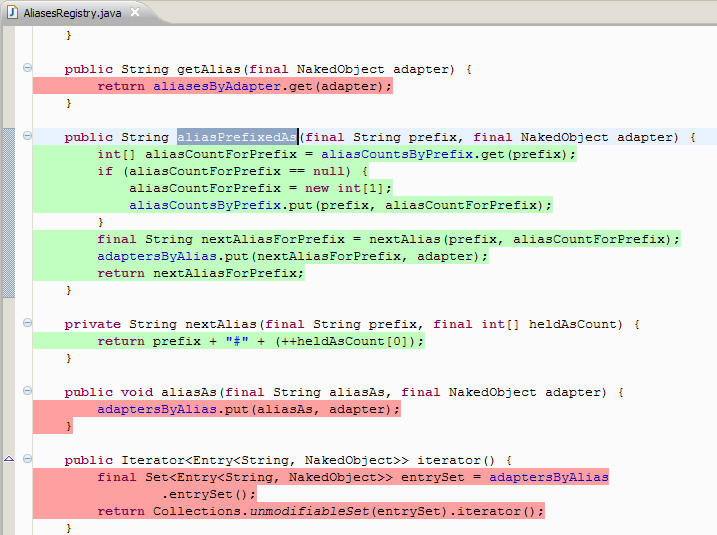 AliasesRegistry.java
}
public String getAlias(final NakedObject adapter) {
return aliasesByAdapter.get(adapter);
}
public String aliasPrefixedAs(final String prefix, final NakedObject adapter) {
int[] aliasCountForPrefix = aliasCountsByPrefix.get(prefix);
if (aliasCountForPrefix == null) {
aliasCountForPrefix = new int[1];
aliasCountsByPrefix.put(prefix, aliasCountForPrefix);
}
final String nextAliasForPrefix = nextAlias(prefix, aliasCountForPrefix);
adaptersByAlias.put(nextAliasForPrefix, adapter);
return nextAliasForPrefix;
}
private String nextAlias(final String prefix, final int[] heldAsCount) {
return prefix + "#" + (++heldAsCount[0]);
}
public void aliasAs(final String aliasAs, final NakedObject adapter) {
adaptersByAlias.put(aliasAs, adapter);
}
public Iterator<Entry<String, NakedObject>> iterator() {
final Set<Entry<String, NakedObject>> entrySet = adaptersByAlias
.entrySet();
return Collections.unmodifiableSet(entrySet).iterator();
}